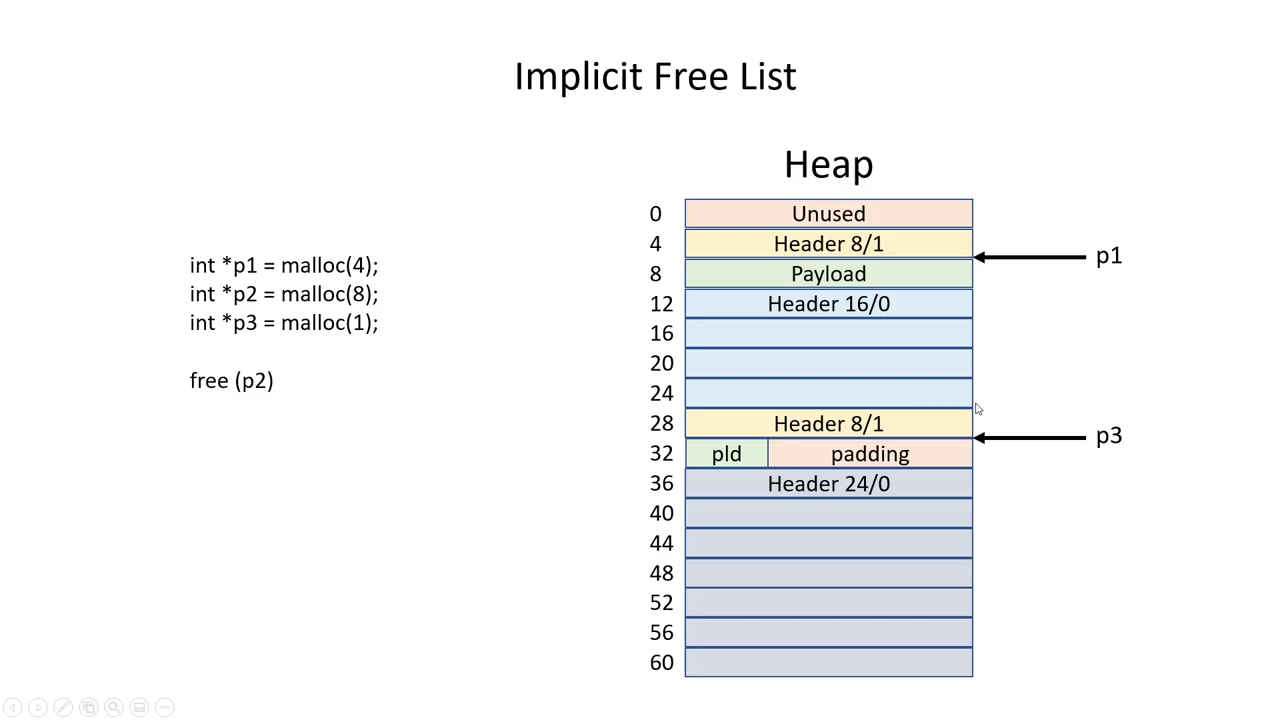 Implicit Free List
Heap
int *p1 = malloc(4);
int *p2 = malloc(8);
int *p3 = malloc(1);
free (p2)
0 Unused
4 Header 8/1
p1
8 Payload
12 Header 16/0
16
20
24
28 Header 8/1
p3
32 pld padding
36 Header 24/0
40
44
48
52
56
60